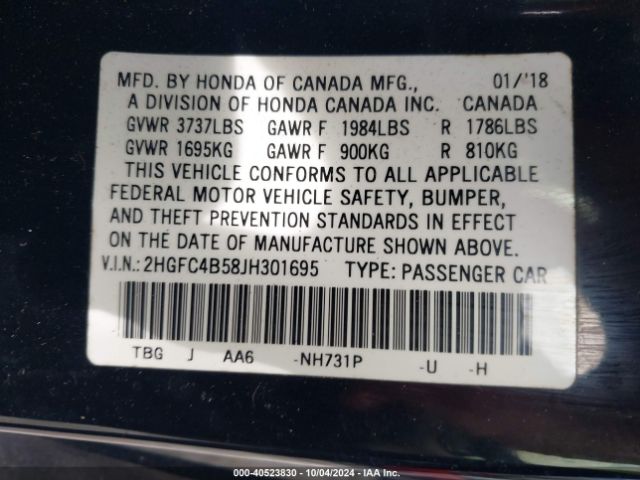 MFD. BY HONDA OF CANADA MFG., 01/'18
A DIVISION OF HONDA CANADA INC. CANADA
GVWR 3737LBS GAWR F 1984LBS R 1786LBS
GVWR 1695KG GAWR F 900KG R 810KG
THIS VEHICLE CONFORMS TO ALL APPLICABLE
FEDERAL MOTOR VEHICLE SAFETY, BUMPER,
AND THEFT PREVENTION STANDARDS IN EFFECT
ON THE DATE OF MANUFACTURE SHOWN ABOVE.
V.I.N.: 2HGFC4B58JH301695 TYPE: PASSENGER CAR
TBG J AA6 -NH731P -U -H
000-40523830 - 10/04/2024 - IAAI.COM